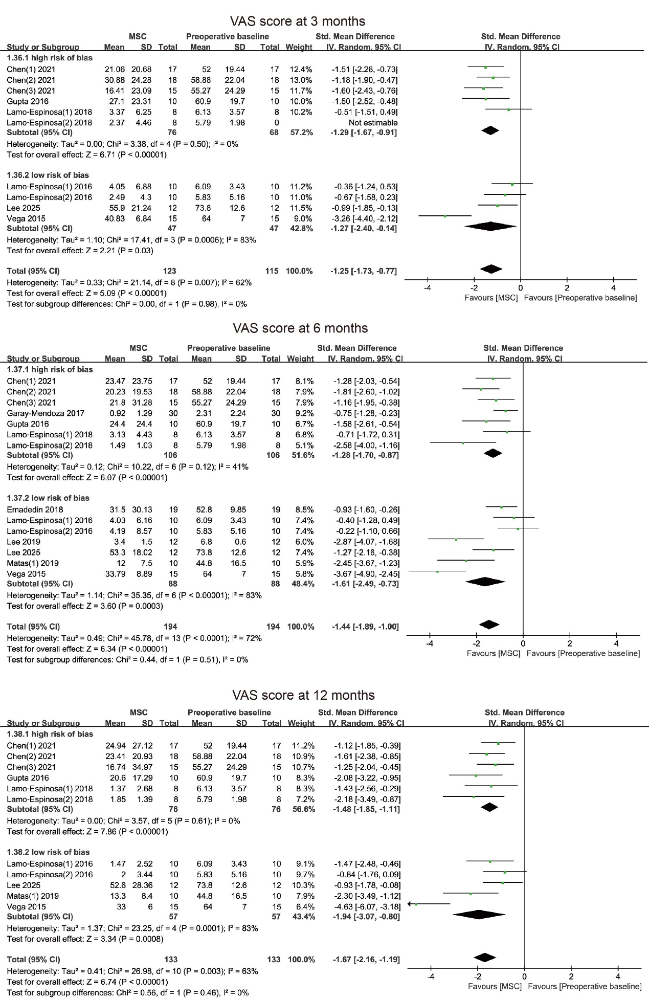 VAS score at 3 months
MSC Preoperative baseline Std. Mean Difference Std. Mean Difference
Study or Subgroup Mean SD Total Mean SD Total Weight IV, Random, 95% CI IV, Random, 95% CI
1.36.1 high risk of bias
Chen(1) 2021 21.06 20.68 17 52 19.44 17 12.4% -1.51 [-2.28, -0.73]
Chen(2) 2021 30.88 24.28 18 58.88 22.04 18 13.0% -1.18 [-1.90, -0.47]
Chen(3) 2021 16.41 23.09 15 55.27 24.29 15 11.7% -1.60 [-2.43, -0.76]
Gupta 2016 27.1 23.31 10 60.9 19.7 10 10.0% -1.50 [-2.52, -0.48]
Lamo-Espinosa(1) 2018 3.37 6.25 8 6.13 3.57 8 10.2% -0.51 [-1.51, 0.49]
Lamo-Espinosa(2) 2018 2.37 4.46 8 5.79 1.98 0 Not estimable
Subtotal (95% CI) 76 68 57.2% -1.29 [-1.67, -0.91]
Heterogeneity: Tau² = 0.00; Chi² = 3.38, df = 4 (P = 0.50); I² = 0%
Test for overall effect: Z = 6.71 (P < 0.00001)
1.36.2 low risk of bias
Lamo-Espinosa(1) 2016 4.05 6.88 10 6.09 3.43 10 11.2% -0.36 [-1.24, 0.53]
Lamo-Espinosa(2) 2016 2.49 4.3 10 5.83 5.16 10 11.0% -0.67 [-1.58, 0.23]
Lee 2025 55.9 21.24 12 73.8 12.6 12 11.5% -0.99 [-1.85, -0.13]
Vega 2015 40.83 6.84 15 64 7 15 9.0% -3.26 [-4.40, -2.12]
Subtotal (95% CI) 47 47 42.8% -1.27 [-2.40, -0.14]
Heterogeneity: Tau² = 1.10; Chi² = 17.41, df = 3 (P = 0.0006); I² = 83%
Test for overall effect: Z = 2.21 (P = 0.03)
Total (95% CI) 123 115 100.0% -1.25 [-1.73, -0.77]
Heterogeneity: Tau² = 0.33; Chi² = 21.14, df = 8 (P = 0.007); I² = 62%
Test for overall effect: Z = 5.09 (P < 0.00001)
Test for subgroup differences: Chi² = 0.00, df = 1 (P = 0.98), I² = 0%
-4 -2 0 2 4
Favours [MSC] Favours [Preoperative baseline]
VAS score at 6 months
MSC Preoperative baseline Std. Mean Difference Std. Mean Difference
Study or Subgroup Mean SD Total Mean SD Total Weight IV, Random, 95% CI IV, Random, 95% CI
1.37.1 high risk of bias
Chen(1) 2021 23.47 23.75 17 52 19.44 17 8.1% -1.28 [-2.03, -0.54]
Chen(2) 2021 20.23 19.53 18 58.88 22.04 18 7.9% -1.81 [-2.60, -1.02]
Chen(3) 2021 21.8 31.28 15 55.27 24.29 15 7.9% -1.16 [-1.95, -0.38]
Garay-Mendoza 2017 0.92 1.29 30 2.31 2.24 30 9.2% -0.75 [-1.28, -0.23]
Gupta 2016 24.4 24.4 10 60.9 19.7 10 6.7% -1.58 [-2.61, -0.54]
Lamo-Espinosa(1) 2018 3.13 4.43 8 6.13 3.57 8 6.8% -0.71 [-1.72, 0.31]
Lamo-Espinosa(2) 2018 1.49 1.03 8 5.79 1.98 8 5.1% -2.58 [-4.00, -1.16]
Subtotal (95% CI) 106 106 51.6% -1.28 [-1.70, -0.87]
Heterogeneity: Tau² = 0.12; Chi² = 10.22, df = 6 (P = 0.12); I² = 41%
Test for overall effect: Z = 6.07 (P < 0.00001)
1.37.2 low risk of bias
Emadedin 2018 31.5 30.13 19 52.8 9.85 19 8.5% -0.93 [-1.60, -0.26]
Lamo-Espinosa(1) 2016 4.03 6.16 10 6.09 3.43 10 7.4% -0.40 [-1.28, 0.49]
Lamo-Espinosa(2) 2016 4.19 8.57 10 5.83 5.16 10 7.4% -0.22 [-1.10, 0.66]
Lee 2019 3.4 1.5 12 6.8 0.6 12 6.0% -2.87 [-4.07, -1.68]
Lee 2025 53.3 18.02 12 73.8 12.6 12 7.4% -1.27 [-2.16, -0.38]
Matas(1) 2019 12 7.5 10 44.8 16.5 10 5.9% -2.45 [-3.67, -1.23]
Vega 2015 33.79 8.89 15 64 7 15 5.8% -3.67 [-4.90, -2.45]
Subtotal (95% CI) 88 88 48.4% -1.61 [-2.49, -0.73]
Heterogeneity: Tau² = 1.14; Chi² = 35.35, df = 6 (P < 0.00001); I² = 83%
Test for overall effect: Z = 3.60 (P = 0.0003)
Total (95% CI) 194 194 100.0% -1.44 [-1.89, -1.00]
Heterogeneity: Tau² = 0.49; Chi² = 45.78, df = 13 (P < 0.0001); I² = 72%
Test for overall effect: Z = 6.34 (P < 0.00001)
Test for subgroup differences: Chi² = 0.44, df = 1 (P = 0.51), I² = 0%
-4 -2 0 2 4
Favours [MSC] Favours [Preoperative baseline]
VAS score at 12 months
MSC Preoperative baseline Std. Mean Difference Std. Mean Difference
Study or Subgroup Mean SD Total Mean SD Total Weight IV, Random, 95% CI IV, Random, 95% CI
1.38.1 high risk of bias
Chen(1) 2021 24.94 27.12 17 52 19.44 17 11.2% -1.12 [-1.85, -0.39]
Chen(2) 2021 23.41 20.93 18 58.88 22.04 18 10.9% -1.61 [-2.38, -0.85]
Chen(3) 2021 16.74 34.97 15 55.27 24.29 15 10.7% -1.25 [-2.04, -0.45]
Gupta 2016 20.6 17.29 10 60.9 19.7 10 8.3% -2.08 [-3.22, -0.95]
Lamo-Espinosa(1) 2018 1.37 2.68 8 6.13 3.57 8 8.3% -1.43 [-2.56, -0.29]
Lamo-Espinosa(2) 2018 1.85 1.39 8 5.79 1.98 8 7.2% -2.18 [-3.49, -0.87]
Subtotal (95% CI) 76 76 56.6% -1.48 [-1.85, -1.11]
Heterogeneity: Tau² = 0.00; Chi² = 3.57, df = 5 (P = 0.61); I² = 0%
Test for overall effect: Z = 7.86 (P < 0.00001)
1.38.2 low risk of bias
Lamo-Espinosa(1) 2016 1.47 2.52 10 6.09 3.43 10 9.1% -1.47 [-2.48, -0.46]
Lamo-Espinosa(2) 2016 2 3.44 10 5.83 5.16 10 9.7% -0.84 [-1.76, 0.09]
Lee 2025 52.6 28.36 12 73.8 12.6 12 10.3% -0.93 [-1.78, -0.08]
Matas(1) 2019 13.3 8.4 10 44.8 16.5 10 7.9% -2.30 [-3.49, -1.12]
Vega 2015 33 6 15 64 7 15 6.4% -4.63 [-6.07, -3.18]
Subtotal (95% CI) 57 57 43.4% -1.94 [-3.07, -0.80]
Heterogeneity: Tau² = 1.37; Chi² = 23.25, df = 4 (P = 0.0001); I² = 83%
Test for overall effect: Z = 3.34 (P = 0.0008)
Total (95% CI) 133 133 100.0% -1.67 [-2.16, -1.19]
Heterogeneity: Tau² = 0.41; Chi² = 26.98, df = 10 (P = 0.003); I² = 63%
Test for overall effect: Z = 6.74 (P < 0.00001)
Test for subgroup differences: Chi² = 0.56, df = 1 (P = 0.46), I² = 0%
-4 -2 0 2 4
Favours [MSC] Favours [Preoperative baseline]